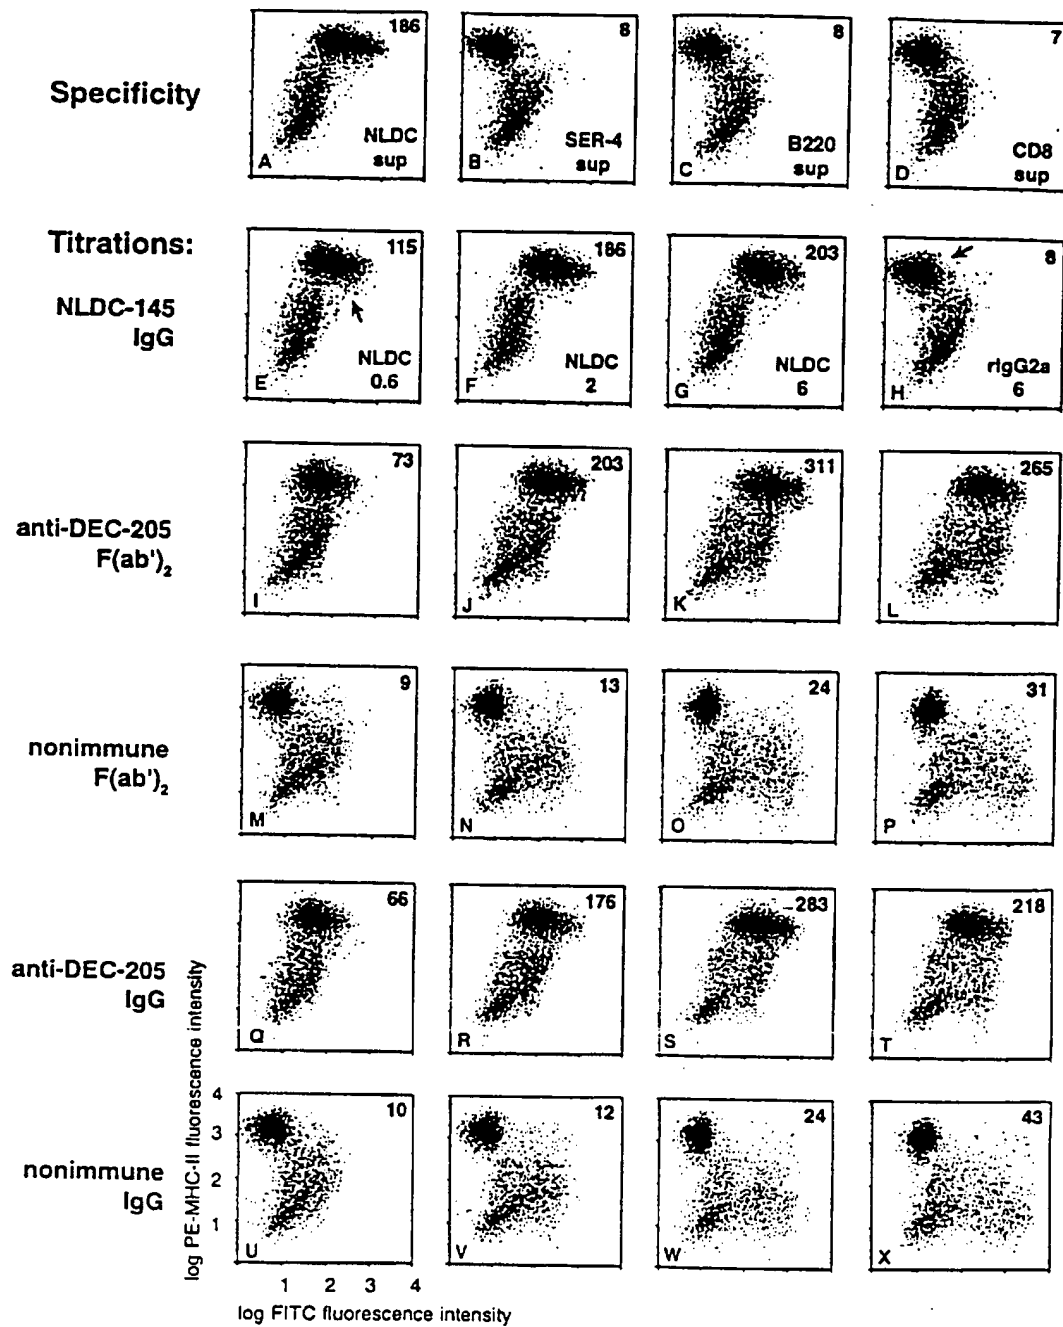 Specificity
186
A
NLDC
sup
8
B
SER-4
sup
8
C
B220
sup
7
D
CD8
sup
Titrations:
NLDC-145
IgG
115
E
NLDC
0.6
186
F
NLDC
2
203
G
NLDC
6
8
H
rIgG2a
6
anti-DEC-205
F(ab')₂
73
I
203
J
311
K
265
L
nonimmune
F(ab')₂
9
M
13
N
24
O
31
P
anti-DEC-205
IgG
66
Q
176
R
283
S
218
T
nonimmune
IgG
10
U
12
V
24
W
43
X
log PE-MHC-II fluorescence intensity
4
3
2
1
1 2 3 4
log FITC fluorescence intensity